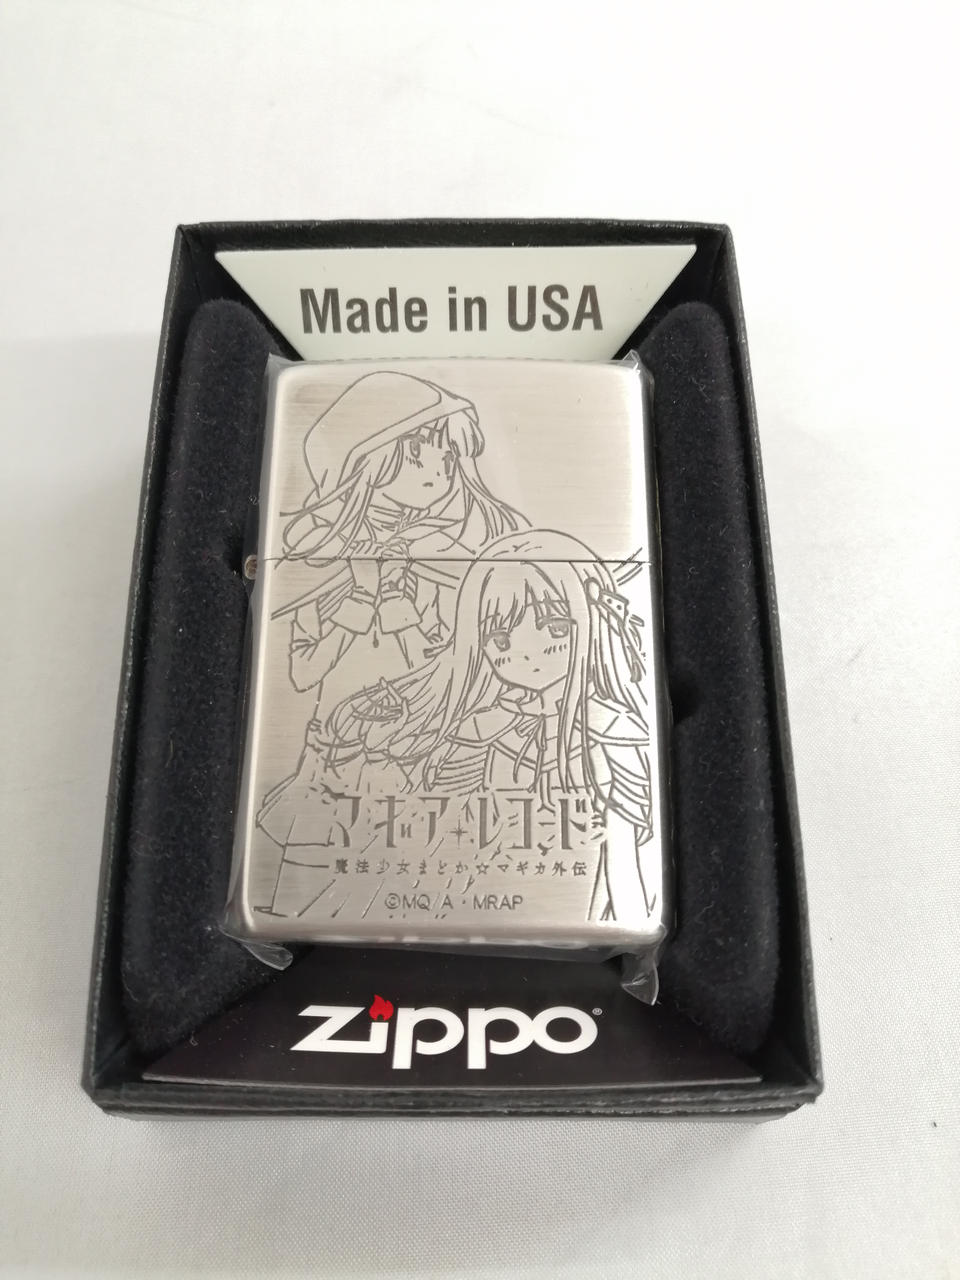 Made in USA
マギア・レコード
魔法少女まどか☆マギカ外伝
©MQ/A・MRAP
zippo®